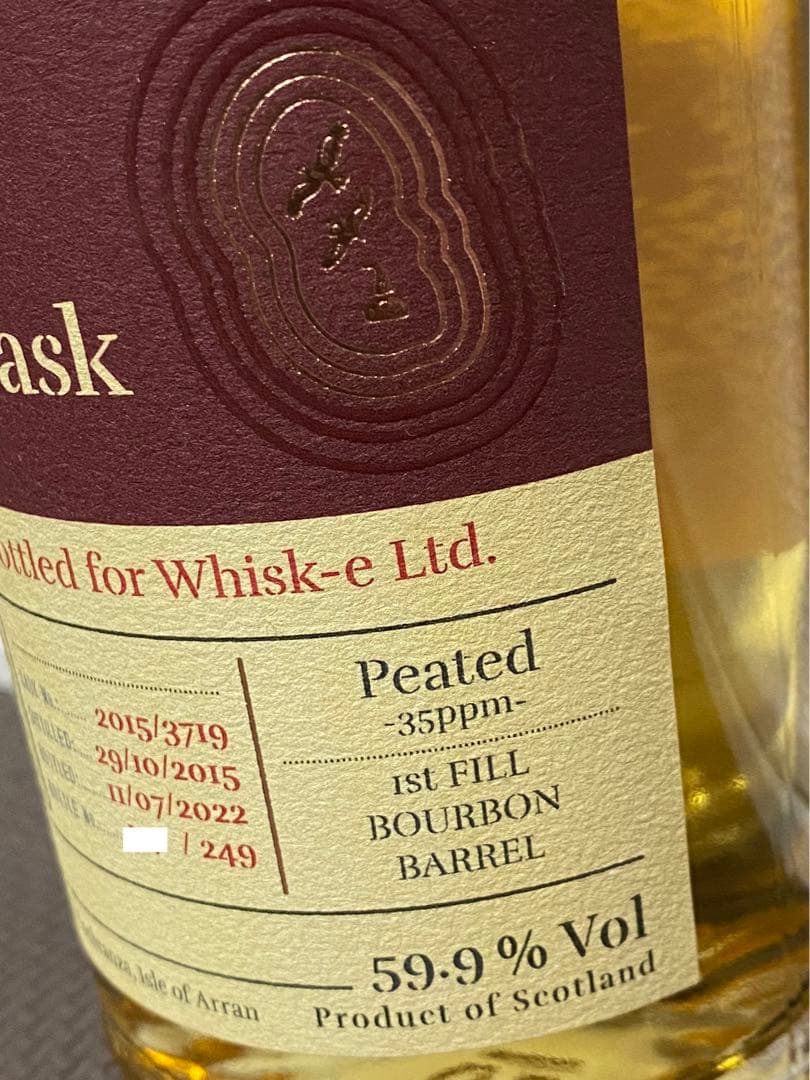 ask
ottled for Whisk-e Ltd.
2015/3719
29/10/2015
11/07/2022
/ 249
Peated
-35ppm-
1st FILL
BOURBON
BARREL
Isle of Arran
59.9 % Vol
Product of Scotland